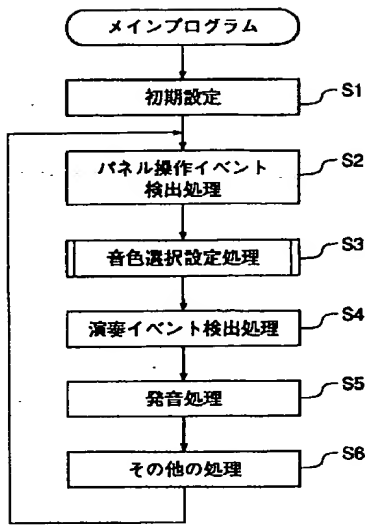 メインプログラム
初期設定
S1
パネル操作イベント
検出処理
S2
音色選択設定処理
S3
演奏イベント検出処理
S4
発音処理
S5
その他の処理
S6